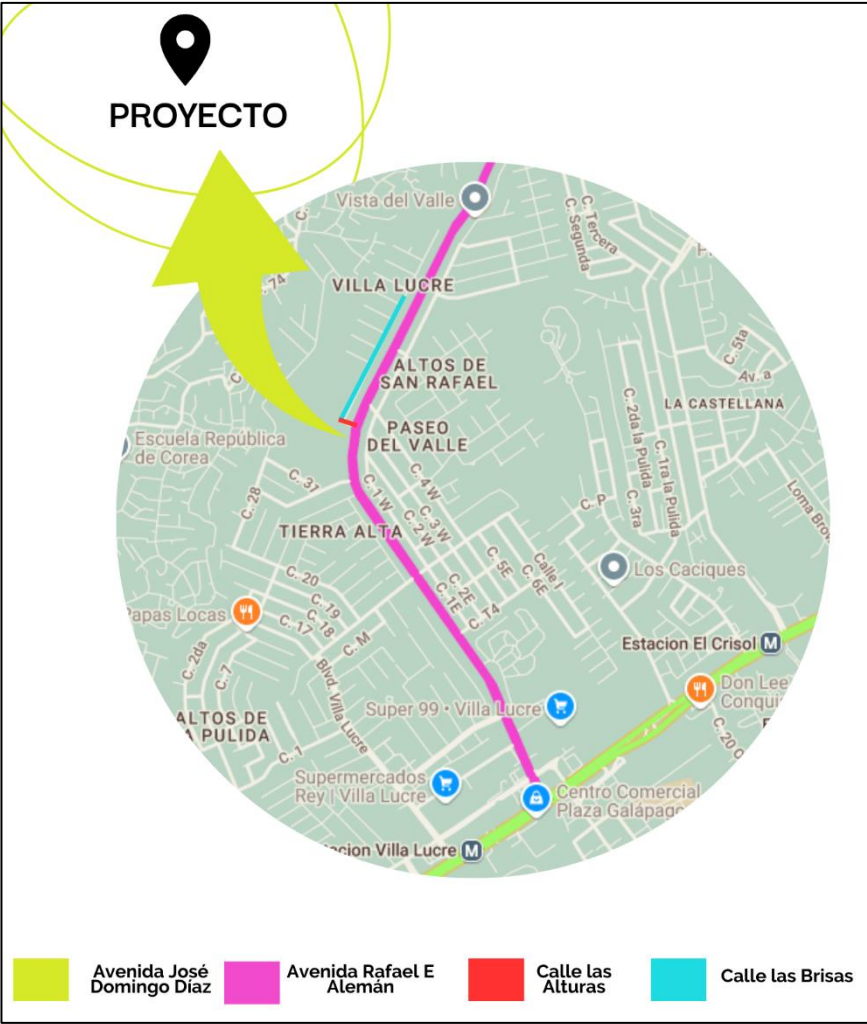 PROYECTO
Vista del Valle
C. Tercera
C. Segunda
VILLA LUCRE
ALTOS DE
SAN RAFAEL
C. 5ta
Av. a
LA CASTELLANA
PASEO
DEL VALLE
C. 2da la Pulida
C. 1ra la Pulida
C. 3ra
Escuela República
de Corea
C. 31
C. 28
C. 1 W
C. 2 W
C. 3 W
C. 4 W
C. P
TIERRA ALTA
C. 5E
C. 6E
Calle I
Los Caciques
C. 20
C. 19
C. 18
C. 17
C. 2E
C. 1E
C. T4
C. M
Papas Locas
C. 2da
C. 7
Estacion El Crisol
M
Blvd. Villa Lucre
Don Lee
Super 99 • Villa Lucre
ALTOS DE
PULIDA
C. 1
C. 20
Supermercados
Rey | Villa Lucre
Centro Comercial
Plaza Galápago
Villa Lucre
M
Avenida José
Domingo Díaz
Avenida Rafael E
Alemán
Calle las
Alturas
Calle las Brisas